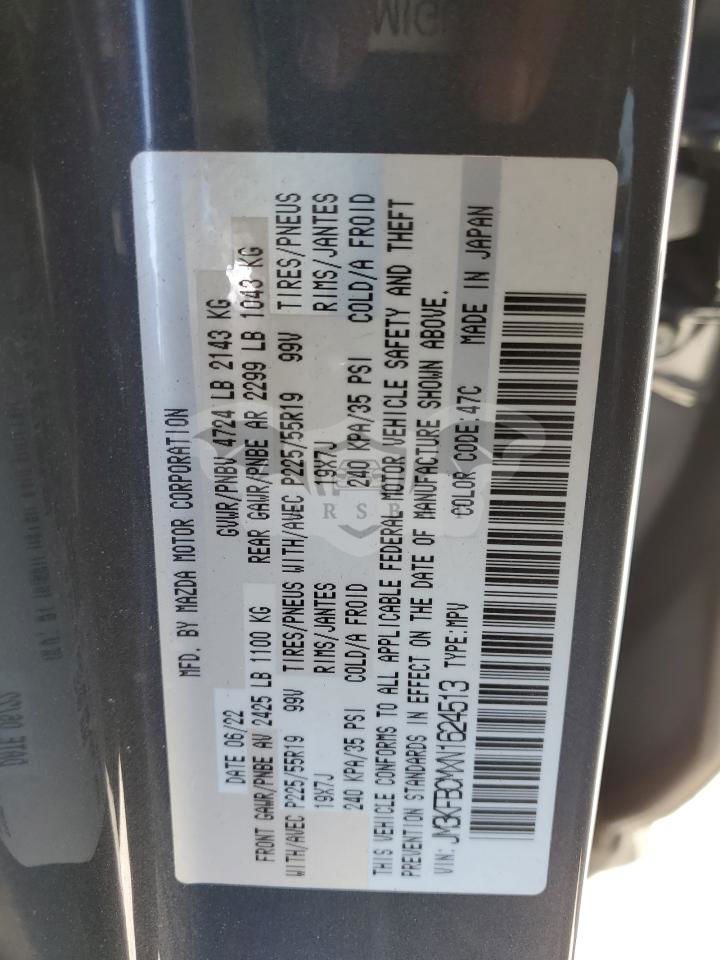 MFD. BY MAZDA MOTOR CORPORATION
DATE 06/22 GVWR/PNBV 4724 LB 2143 KG
FRONT GAWR/PNBE AV 2425 LB 1100 KG REAR GAWR/PNBE AR 2299 LB 1043 KG
WITH/AVEC P225/55R19 99V TIRES/PNEUS WITH/AVEC P225/55R19 99V TIRES/PNEUS
19X7J RIMS/JANTES 19X7J RIMS/JANTES
240 KPA/35 PSI COLD/A FROID 240 KPA/35 PSI COLD/A FROID
THIS VEHICLE CONFORMS TO ALL APPLICABLE FEDERAL MOTOR VEHICLE SAFETY AND THEFT
PREVENTION STANDARDS IN EFFECT ON THE DATE OF MANUFACTURE SHOWN ABOVE.
VIN: JM3KFBCMXN1624513 TYPE:MPV COLOR CODE:47C MADE IN JAPAN